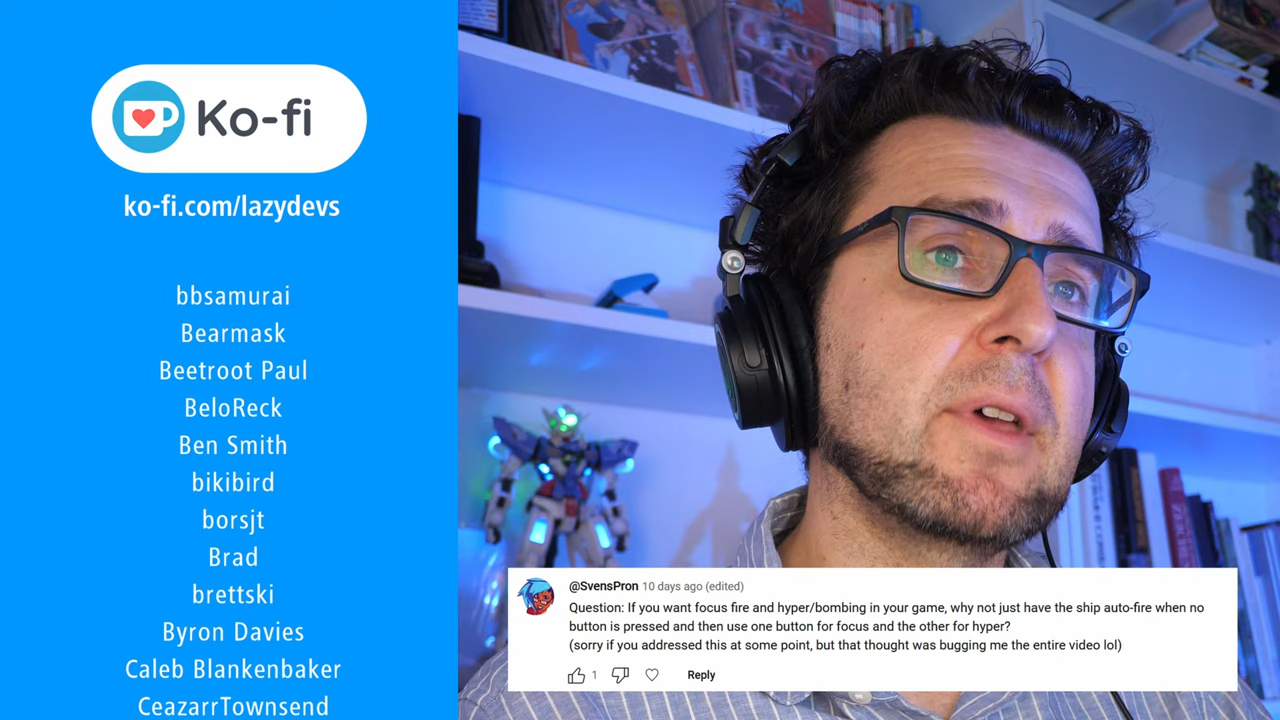 Ko-fi
ko-fi.com/lazydevs
bbsamurai
Bearmask
Beetroot Paul
BeloReck
Ben Smith
bikibird
borsjt
Brad
brettski
Byron Davies
Caleb Blankenbaker
CeazarrTownsend
@SvensPron 10 days ago (edited)
Question: If you want focus fire and hyper/bombing in your game, why not just have the ship auto-fire when no
button is pressed and then use one button for focus and the other for hyper?
(sorry if you addressed this at some point, but that thought was bugging me the entire video lol)
1 Reply